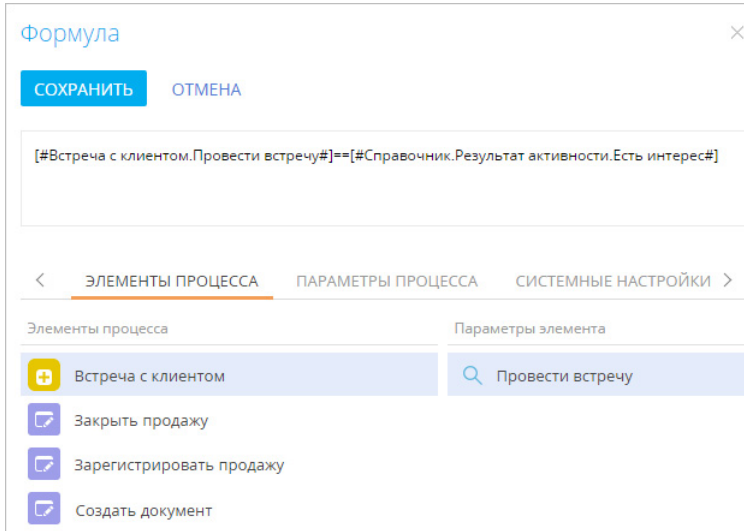 Формула
СОХРАНИТЬ ОТМЕНА
[#Встреча с клиентом.Провести встречу#]==[#Справочник.Результат активности.Есть интерес#]
ЭЛЕМЕНТЫ ПРОЦЕССА ПАРАМЕТРЫ ПРОЦЕССА СИСТЕМНЫЕ НАСТРОЙКИ
Элементы процесса Параметры элемента
Встреча с клиентом Провести встречу
Закрыть продажу
Зарегистрировать продажу
Создать документ